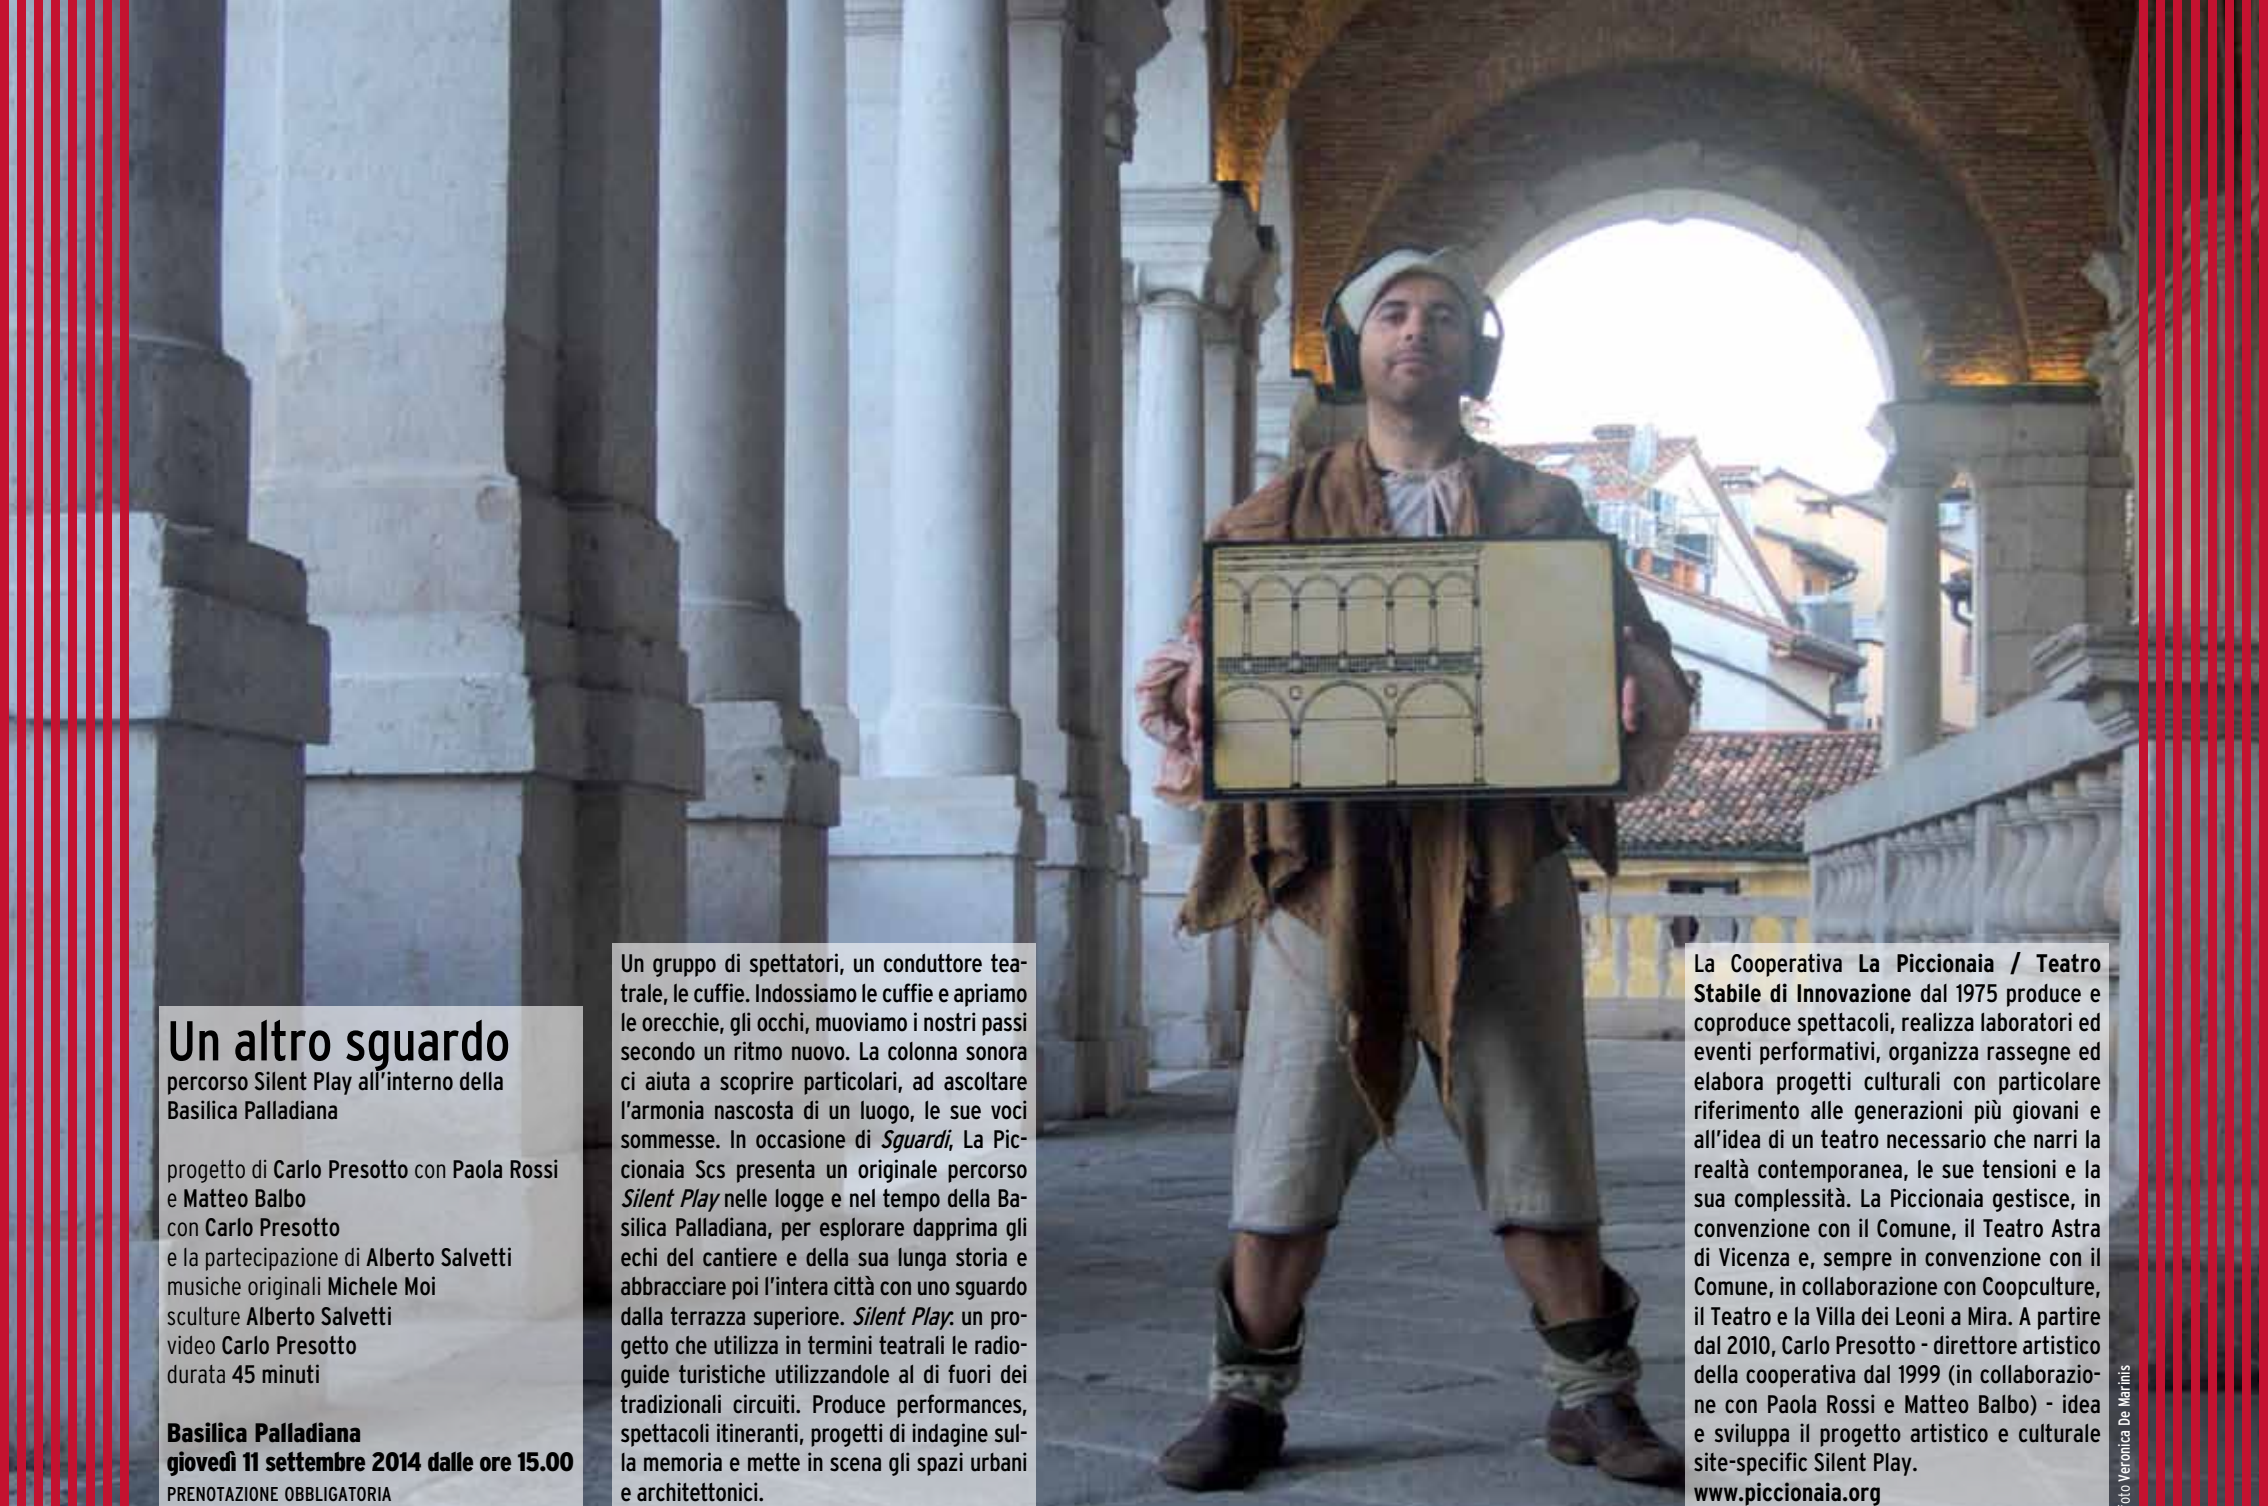 Un altro sguardo
percorso Silent Play all'interno della
Basilica Palladiana
progetto di Carlo Presotto con Paola Rossi
e Matteo Balbo
con Carlo Presotto
e la partecipazione di Alberto Salvetti
musiche originali Michele Moi
sculture Alberto Salvetti
video Carlo Presotto
durata 45 minuti
Basilica Palladiana
giovedì 11 settembre 2014 dalle ore 15.00
PRENOTAZIONE OBBLIGATORIA
Un gruppo di spettatori, un conduttore tea-
trale, le cuffie. Indossiamo le cuffie e apriamo
le orecchie, gli occhi, muoviamo i nostri passi
secondo un ritmo nuovo. La colonna sonora
ci aiuta a scoprire particolari, ad ascoltare
l'armonia nascosta di un luogo, le sue voci
sommesse. In occasione di Sguardi, La Pic-
cionaia Scs presenta un originale percorso
Silent Play nelle logge e nel tempo della Ba-
silica Palladiana, per esplorare dapprima gli
echi del cantiere e della sua lunga storia e
abbracciare poi l'intera città con uno sguardo
dalla terrazza superiore. Silent Play: un pro-
getto che utilizza in termini teatrali le radio-
guide turistiche utilizzandole al di fuori dei
tradizionali circuiti. Produce performances,
spettacoli itineranti, progetti di indagine sul-
la memoria e mette in scena gli spazi urbani
e architettonici.
La Cooperativa La Piccionaia / Teatro
Stabile di Innovazione dal 1975 produce e
coproduce spettacoli, realizza laboratori ed
eventi performativi, organizza rassegne ed
elabora progetti culturali con particolare
riferimento alle generazioni più giovani e
all'idea di un teatro necessario che narri la
realtà contemporanea, le sue tensioni e la
sua complessità. La Piccionaia gestisce, in
convenzione con il Comune, il Teatro Astra
di Vicenza e, sempre in convenzione con il
Comune, in collaborazione con Coopculture,
il Teatro e la Villa dei Leoni a Mira. A partire
dal 2010, Carlo Presotto - direttore artistico
della cooperativa dal 1999 (in collaborazio-
ne con Paola Rossi e Matteo Balbo) - idea
e sviluppa il progetto artistico e culturale
site-specific Silent Play.
www.piccionaia.org
foto Veronica De Marinis